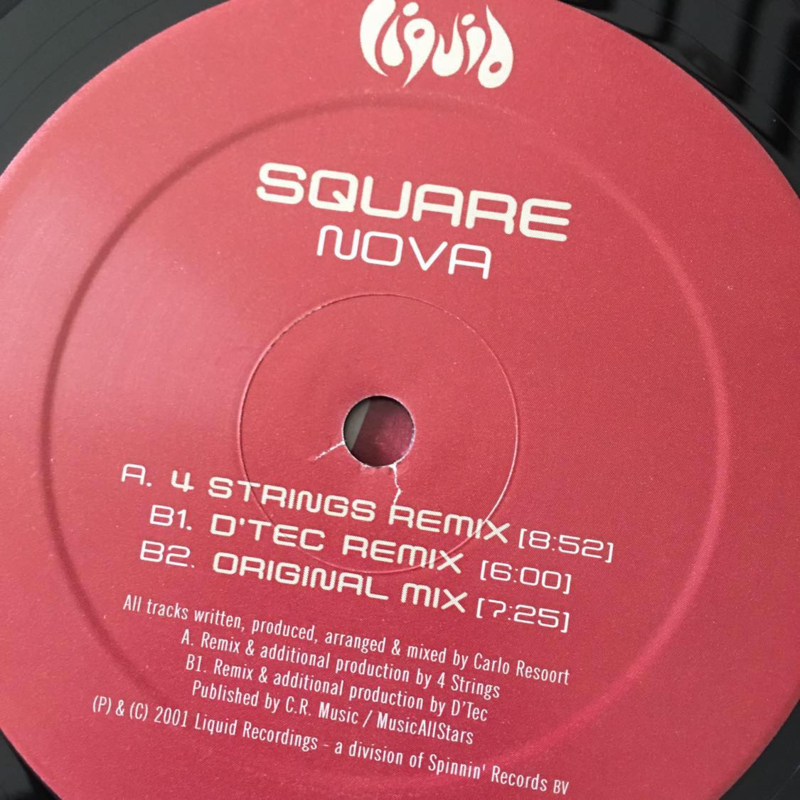 liquid
SQUARE
NOVA
A. 4 STRINGS REMIX [8:52]
B1. D'TEC REMIX [6:00]
B2. ORIGINAL MIX [7:25]
All tracks written, produced, arranged & mixed by Carlo Resoort
A. Remix & additional production by 4 Strings
B1. Remix & additional production by D'Tec
Published by C.R. Music / MusicAllStars
(P) & (C) 2001 Liquid Recordings - a division of Spinnin' Records BV